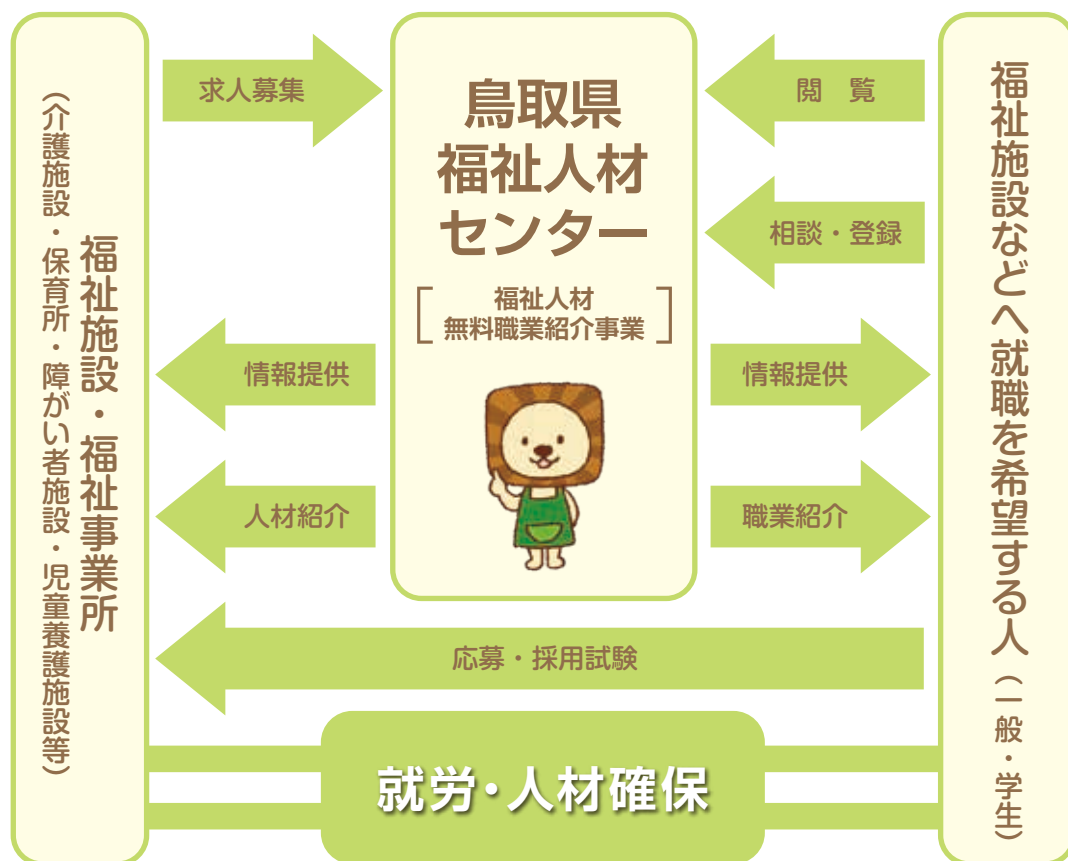 福祉施設・福祉事業所
（介護施設・保育所・障がい者施設・児童養護施設等）
求人募集
鳥取県
福祉人材
センター
［福祉人材
無料職業紹介事業］
閲　覧
相談・登録
情報提供
情報提供
人材紹介
職業紹介
福祉施設などへ就職を希望する人（一般・学生）
応募・採用試験
就労・人材確保